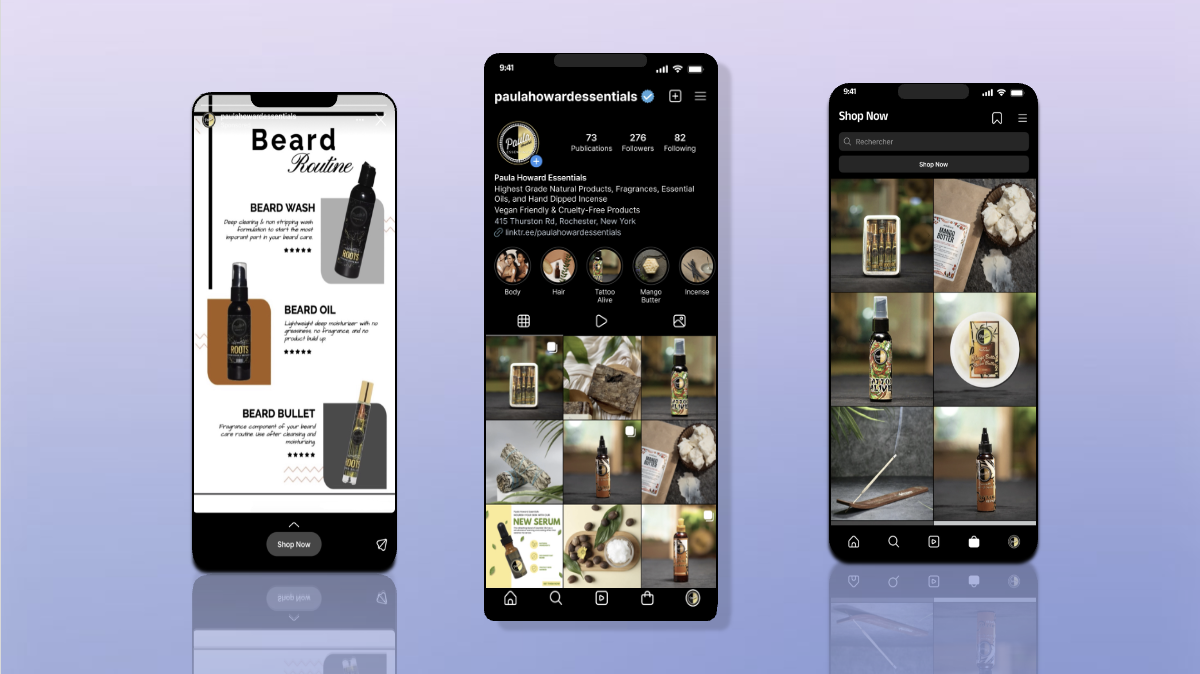 paulahowardessentials
Beard
Routine
BEARD WASH
Deep cleaning & non stripping wash
formulation to start the most
imporant part in your beard care.
BEARD OIL
Lightweight deep moisturizer with no
greasiness, no fragrance, and no
product build up
BEARD BULLET
Fragrance component of your beard
care routine. Use after cleansing and
moisturizing
ROOTS
ROOTS
ROOTS
Shop Now
9:41
paulahowardessentials
Paula
73
276
82
Publications
Followers
Following
Paula Howard Essentials
Highest Grade Natural Products, Fragrances, Essential
Oils, and Hand Dipped Incense
Vegan Friendly & Cruelty-Free Products
415 Thurston Rd, Rochester, New York
linktr.ee/paulahowardessentials
Body
Hair
Tattoo
Alive
Mango
Butter
Incense
TATTOO
ALIVE
MANGO
BUTTER
NEW SERUM
9:41
Shop Now
Rechercher
Shop Now
MANGO
BUTTER
TATTOO
ALIVE